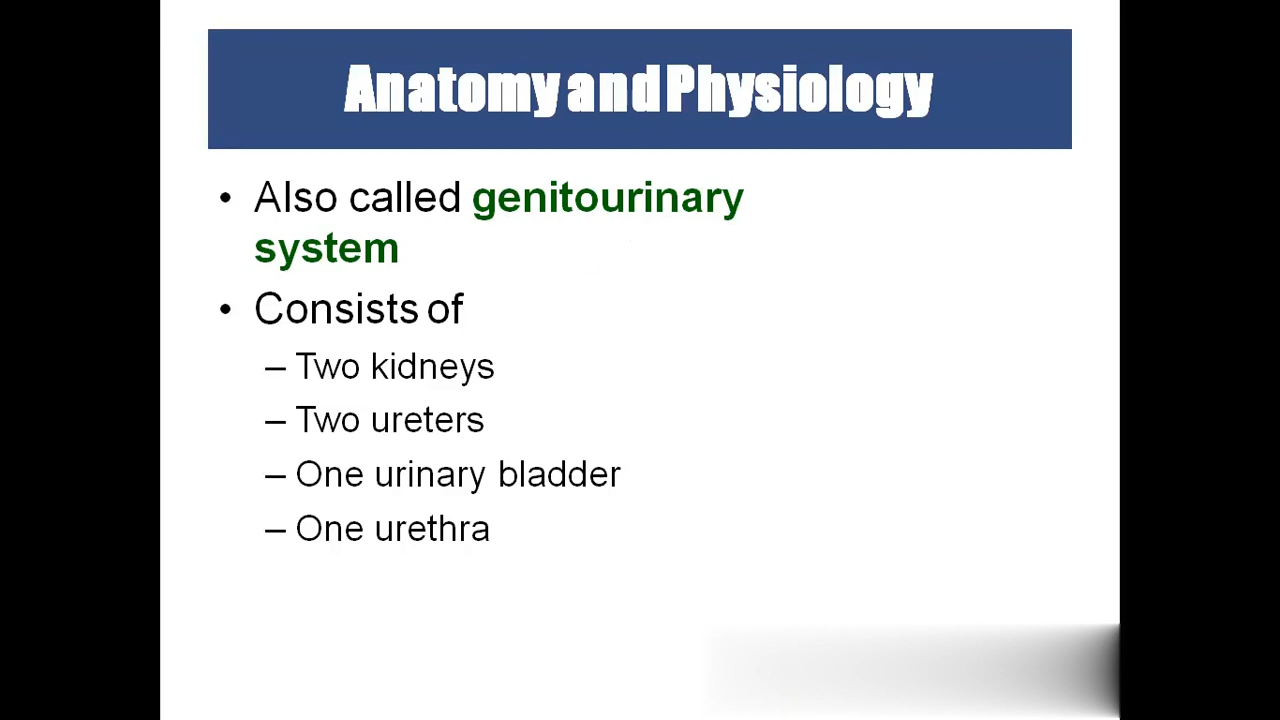 Anatomy and Physiology
• Also called genitourinary
system
• Consists of
– Two kidneys
– Two ureters
– One urinary bladder
– One urethra